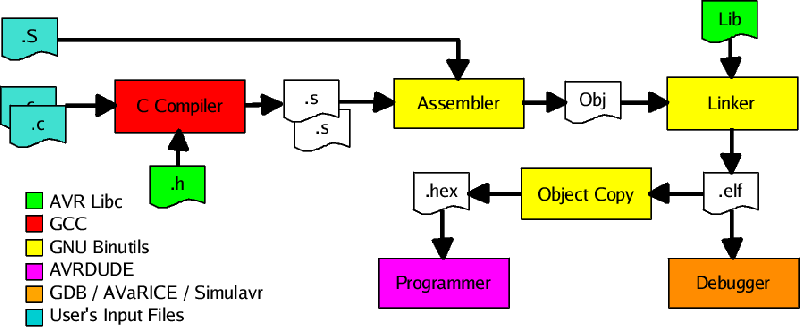 .S
Lib
.c
.c
C Compiler
.s
.s
Assembler
Obj
Linker
.h
.hex
Object Copy
.elf
Programmer
Debugger
AVR Libc
GCC
GNU Binutils
AVRDUDE
GDB / AVaRICE / Simulavr
User's Input Files